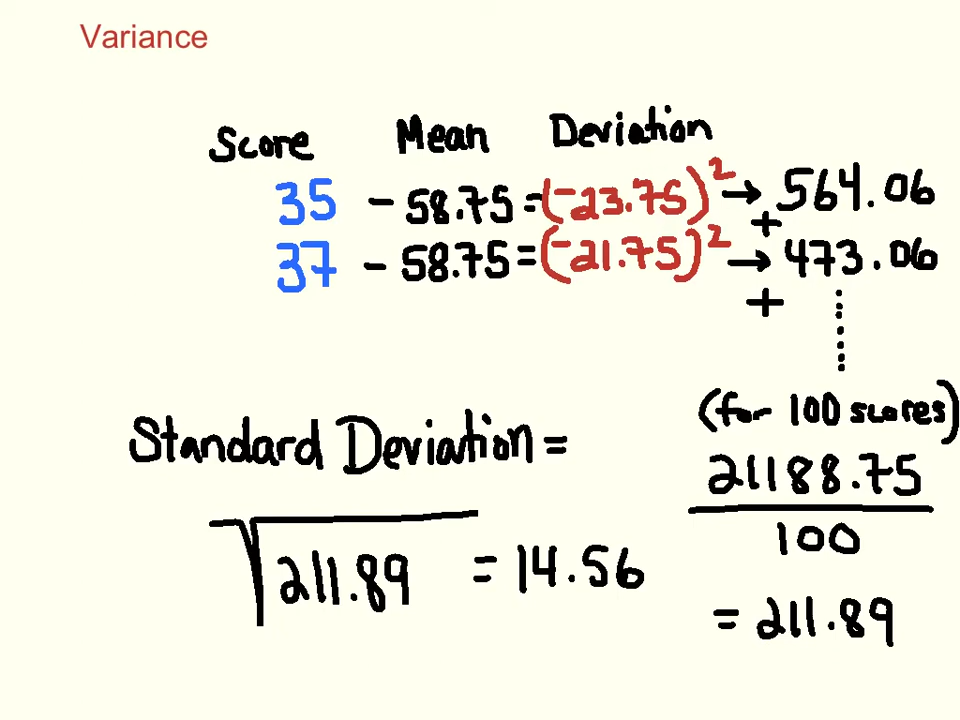 Variance
Score Mean Deviation
35 - 58.75 = (-23.75)² → 564.06
+
37 - 58.75 = (-21.75)² → 473.06
+
(for 100 scores)
Standard Deviation =
21188.75
100
√211.89 = 14.56
= 211.89